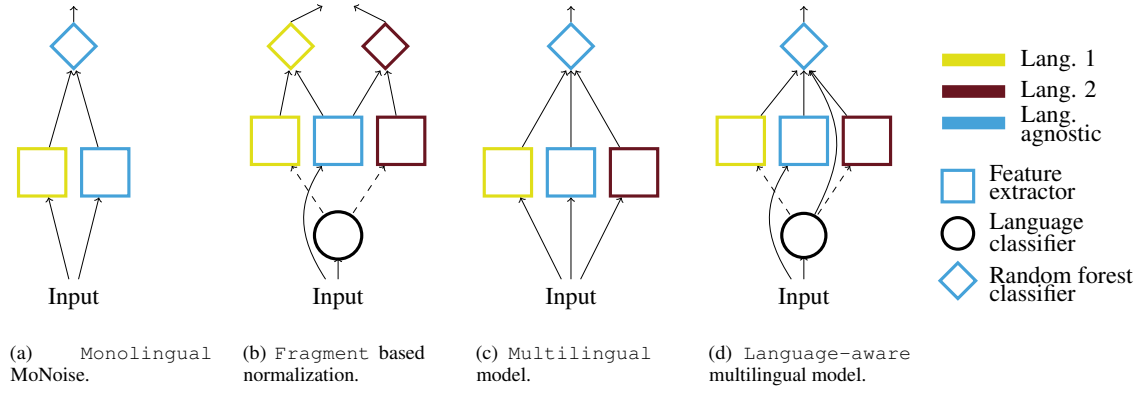 Lang. 1
Lang. 2
Lang.
agnostic
Feature
extractor
Language
classifier
Random forest
classifier
Input
Input
Input
Input
(a) Monolingual
MoNoise.
(b) Fragment based
normalization.
(c) Multilingual
model.
(d) Language-aware
multilingual model.